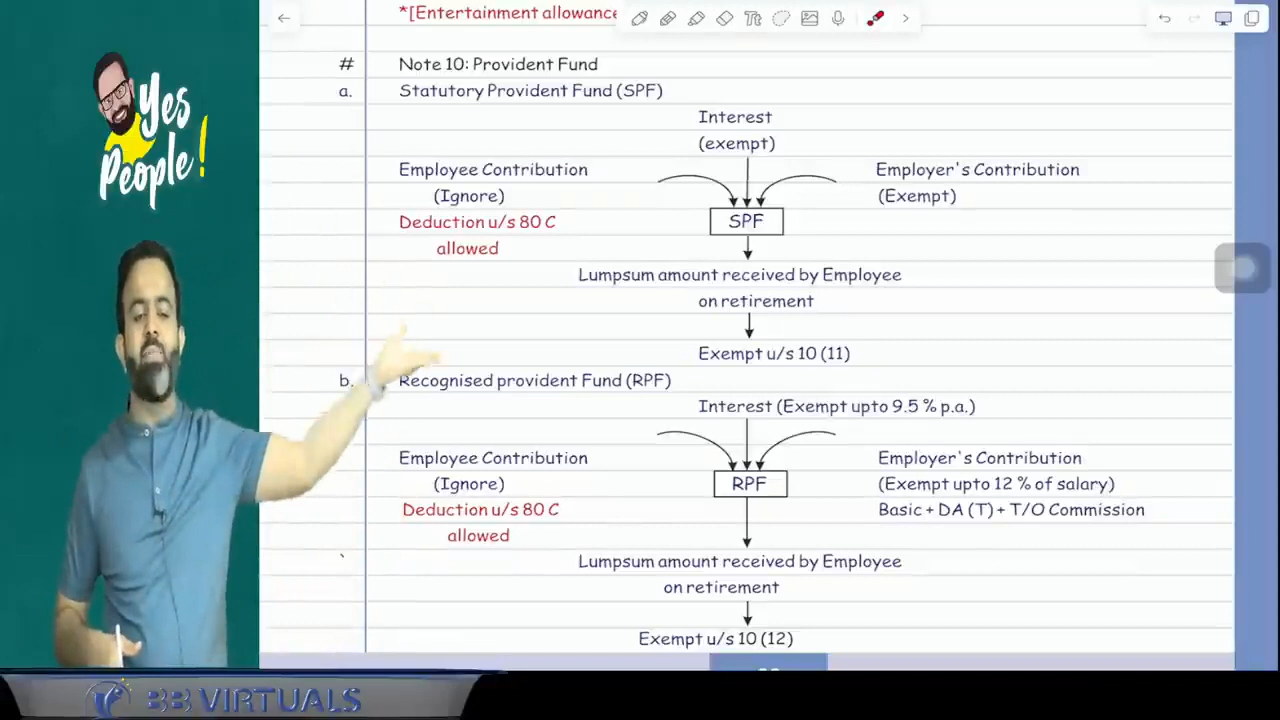 *[Entertainment allowance
# Note 10: Provident Fund
a. Statutory Provident Fund (SPF)
Interest
(exempt)
Employee Contribution
(Ignore)
Deduction u/s 80 C
allowed
Employer's Contribution
(Exempt)
SPF
Lumpsum amount received by Employee
on retirement
Exempt u/s 10 (11)
b. Recognised provident Fund (RPF)
Interest (Exempt upto 9.5 % p.a.)
Employee Contribution
(Ignore)
Deduction u/s 80 C
allowed
Employer's Contribution
(Exempt upto 12 % of salary)
Basic + DA (T) + T/O Commission
RPF
Lumpsum amount received by Employee
on retirement
Exempt u/s 10 (12)
Yes
People!
BB VIRTUALS